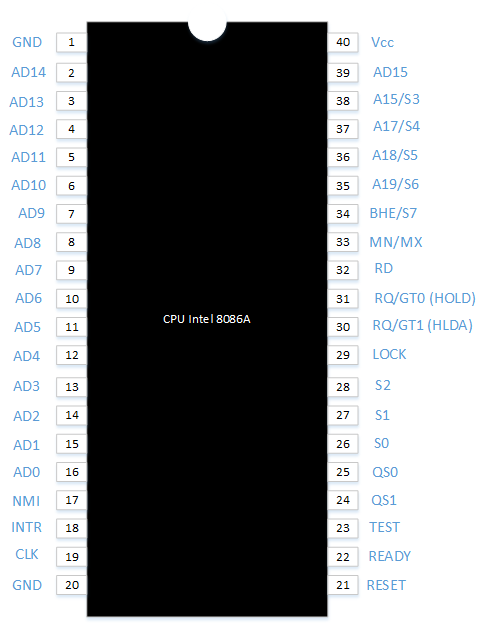 GND 1 40 Vcc
AD14 2 39 AD15
AD13 3 38 A15/S3
AD12 4 37 A17/S4
AD11 5 36 A18/S5
AD10 6 35 A19/S6
AD9 7 34 BHE/S7
AD8 8 33 MN/MX
AD7 9 32 RD
AD6 10 31 RQ/GT0 (HOLD)
CPU Intel 8086A
AD5 11 30 RQ/GT1 (HLDA)
AD4 12 29 LOCK
AD3 13 28 S2
AD2 14 27 S1
AD1 15 26 S0
AD0 16 25 QS0
NMI 17 24 QS1
INTR 18 23 TEST
CLK 19 22 READY
GND 20 21 RESET